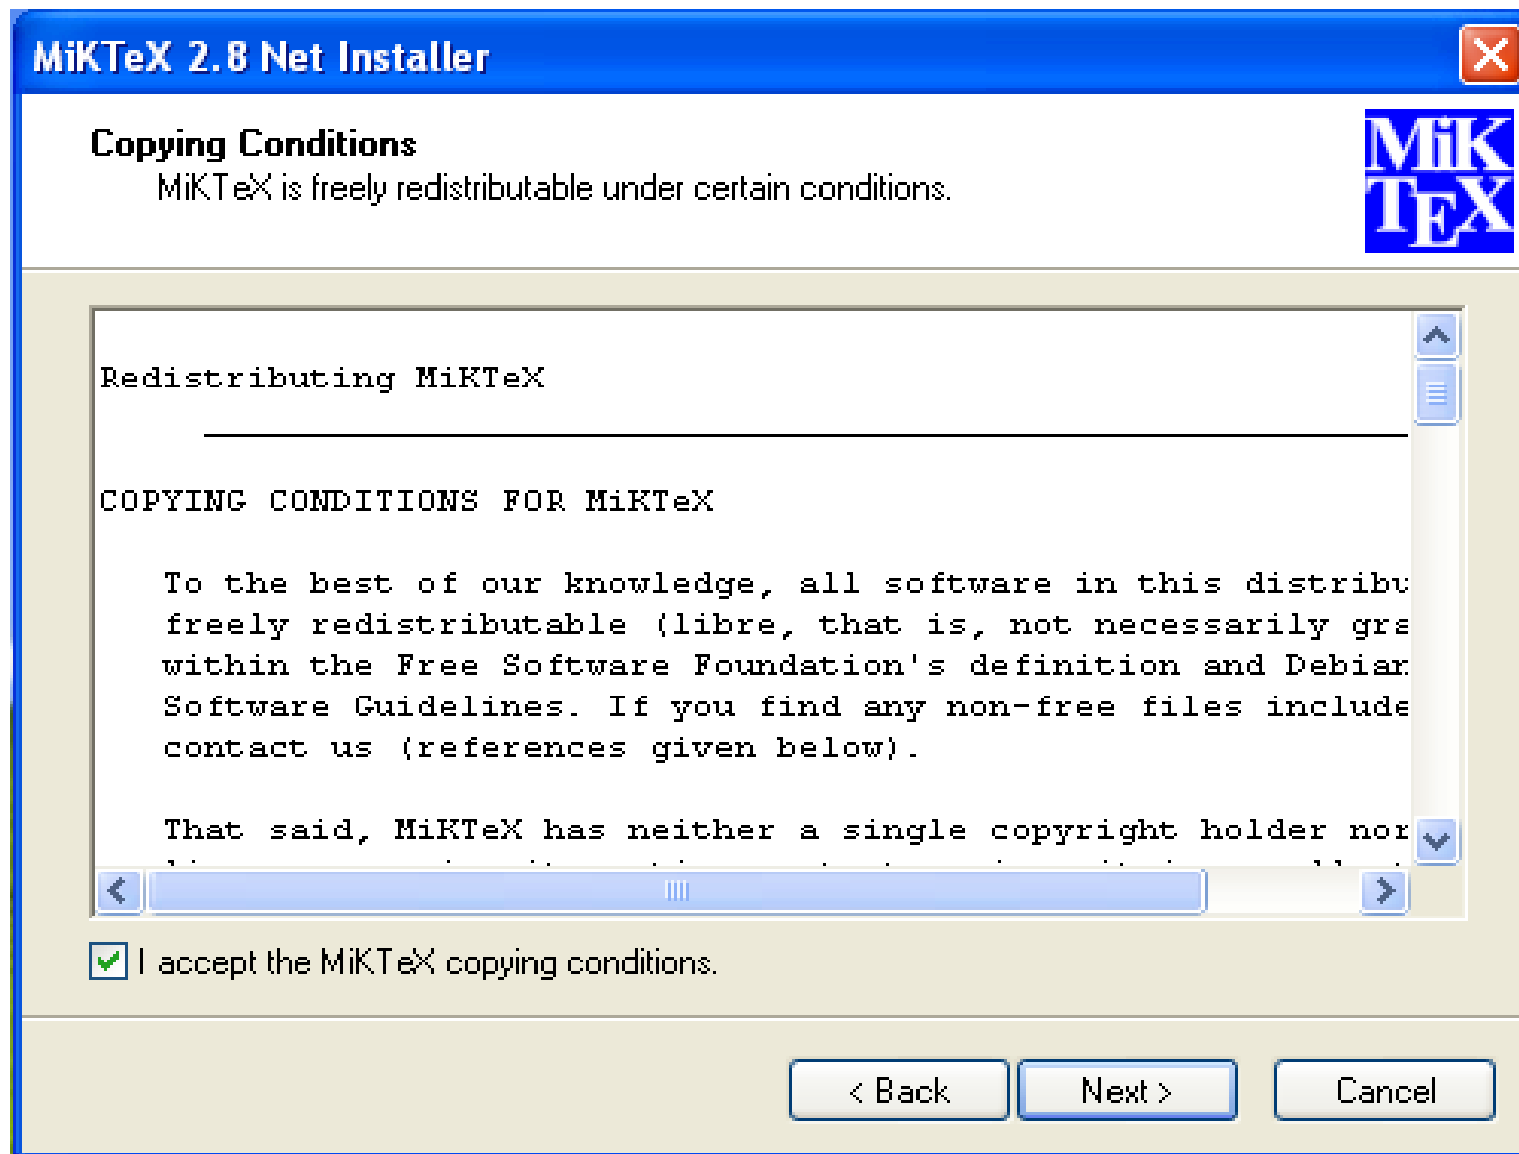 MiKTeX 2.8 Net Installer
Copying Conditions
MiKTeX is freely redistributable under certain conditions.
MiK
TEX
Redistributing MiKTeX
COPYING CONDITIONS FOR MiKTeX
To the best of our knowledge, all software in this distribu
freely redistributable (libre, that is, not necessarily gra
within the Free Software Foundation's definition and Debian
Software Guidelines. If you find any non-free files include
contact us (references given below).
That said, MiKTeX has neither a single copyright holder nor
I accept the MiKTeX copying conditions.
< Back
Next >
Cancel